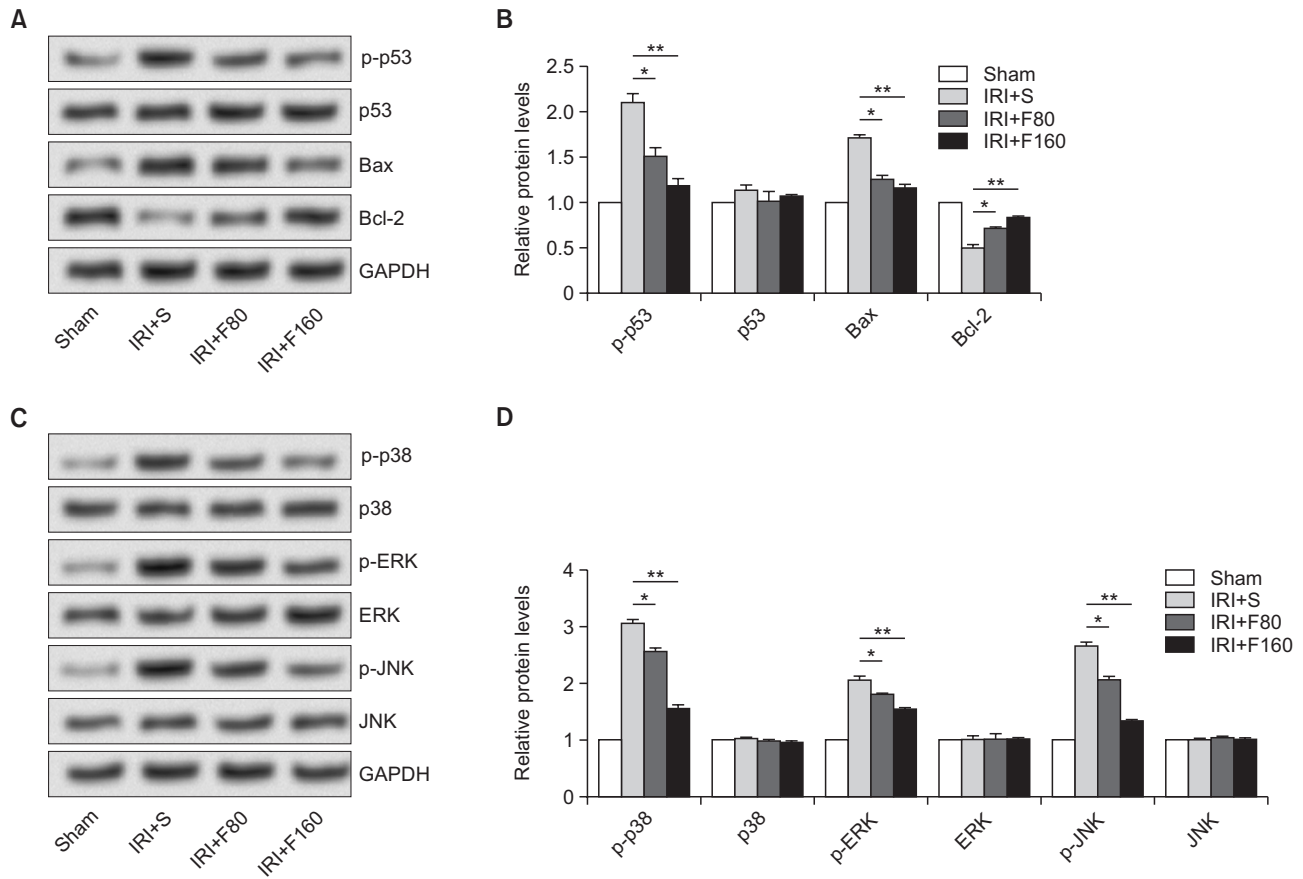 A
p-p53
p53
Bax
Bcl-2
GAPDH
Sham
IRI+S
IRI+F80
IRI+F160
B
Relative protein levels
2.5
2.0
1.5
1.0
0.5
0
**
*
**
*
**
*
Sham
IRI+S
IRI+F80
IRI+F160
p-p53
p53
Bax
Bcl-2
C
p-p38
p38
p-ERK
ERK
p-JNK
JNK
GAPDH
Sham
IRI+S
IRI+F80
IRI+F160
D
Relative protein levels
4
3
2
1
0
**
*
**
*
**
*
Sham
IRI+S
IRI+F80
IRI+F160
p-p38
p38
p-ERK
ERK
p-JNK
JNK